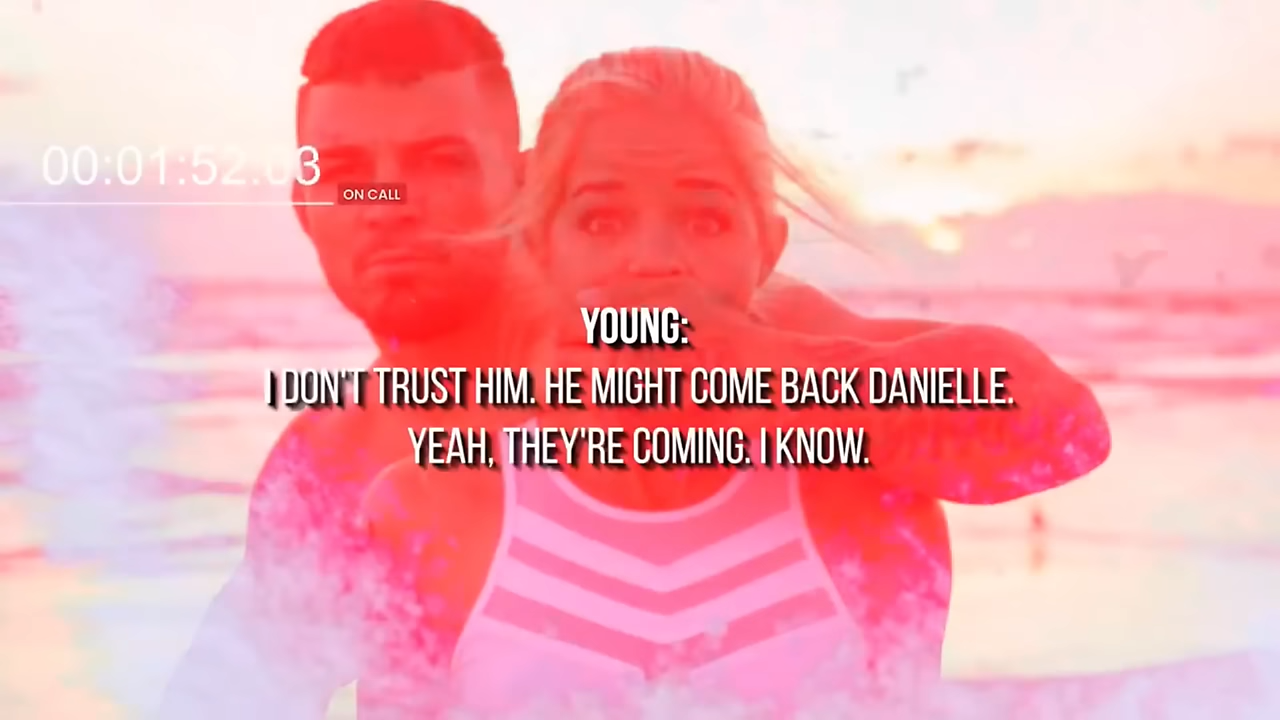 00:01:52.03
ON CALL
YOUNG:
I DON'T TRUST HIM. HE MIGHT COME BACK DANIELLE.
YEAH, THEY'RE COMING. I KNOW.